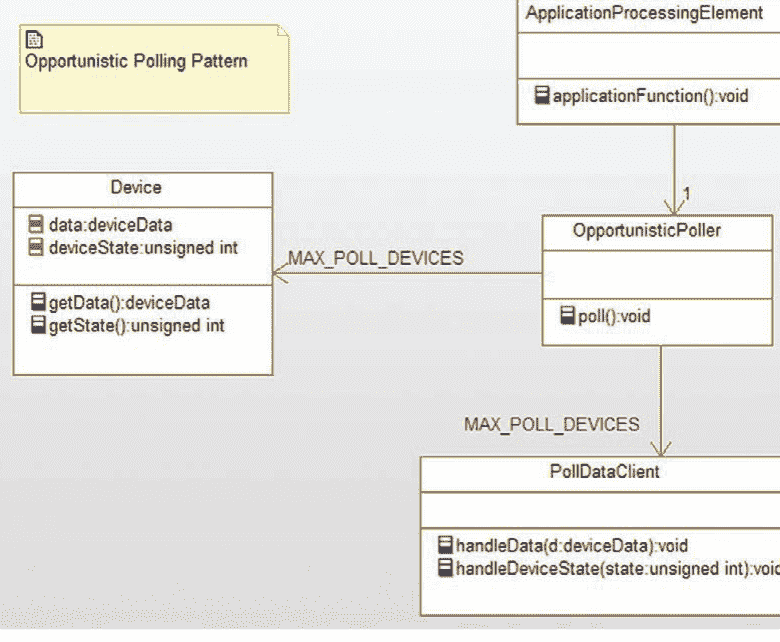 ApplicationProcessingElement
Opportunistic Polling Pattern
applicationFunction():void
Device
1
data:deviceData
deviceState:unsigned int
OpportunisticPoller
MAX_POLL_DEVICES
getData():deviceData
getState():unsigned int
poll():void
MAX_POLL_DEVICES
PollDataClient
handleData(d:deviceData):void
handleDeviceState(state:unsigned int):void